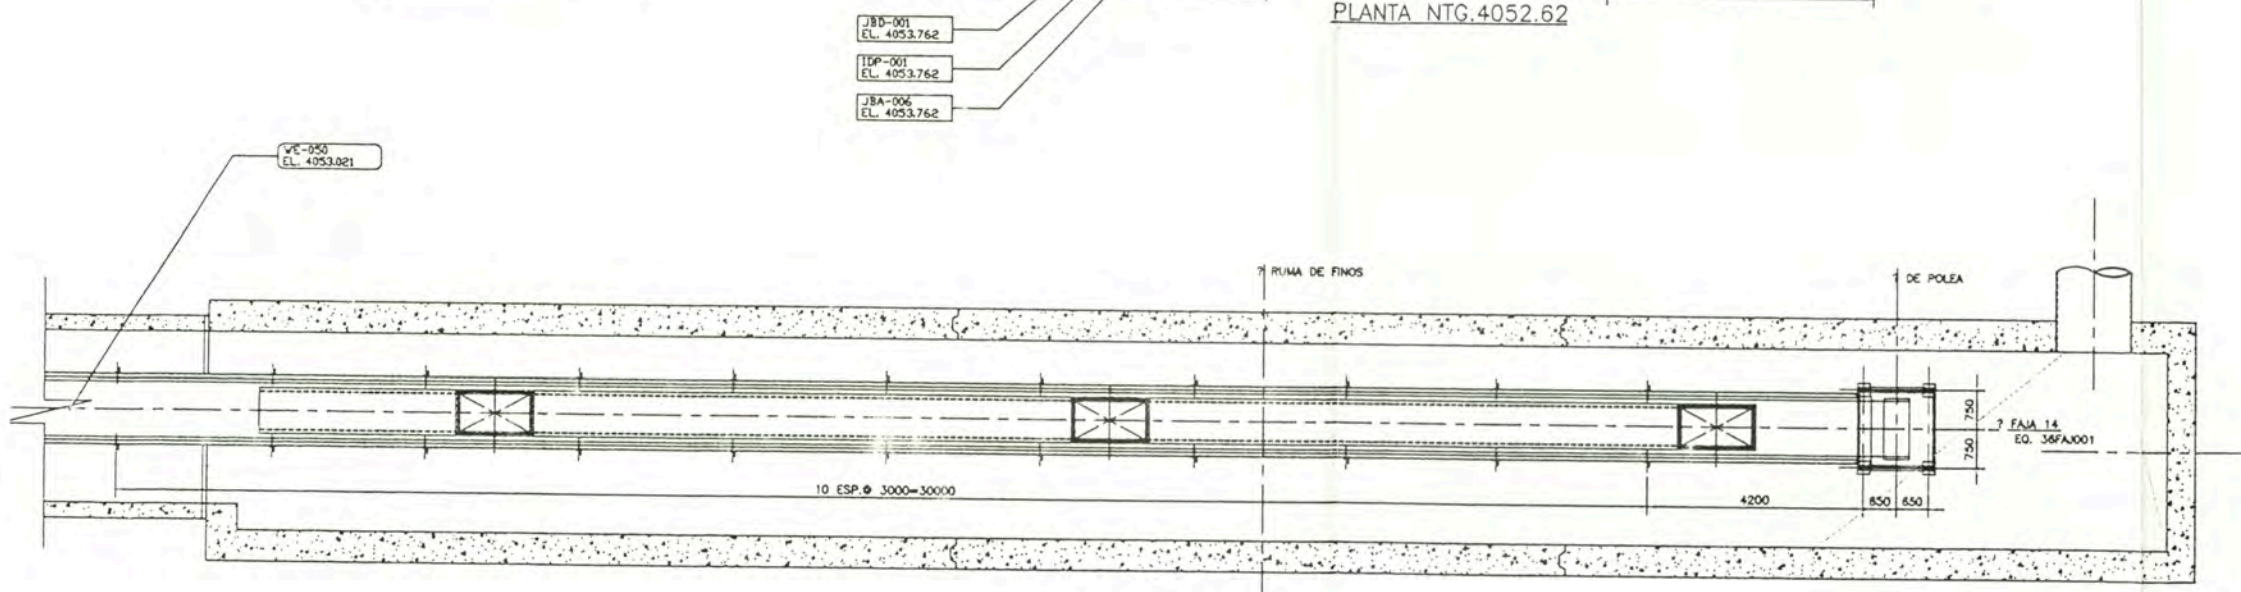 PLANTA NTG.4052.62
JBD-001
EL. 4053.762
IDP-001
EL. 4053.762
JBA-006
EL. 4053.762
WE-050
EL. 4053.021
? RUMA DE FINOS
? DE POLEA
750
750
? FAJA 14
EQ. 36FAJ001
10 ESP.@ 3000=30000
4200
650
650